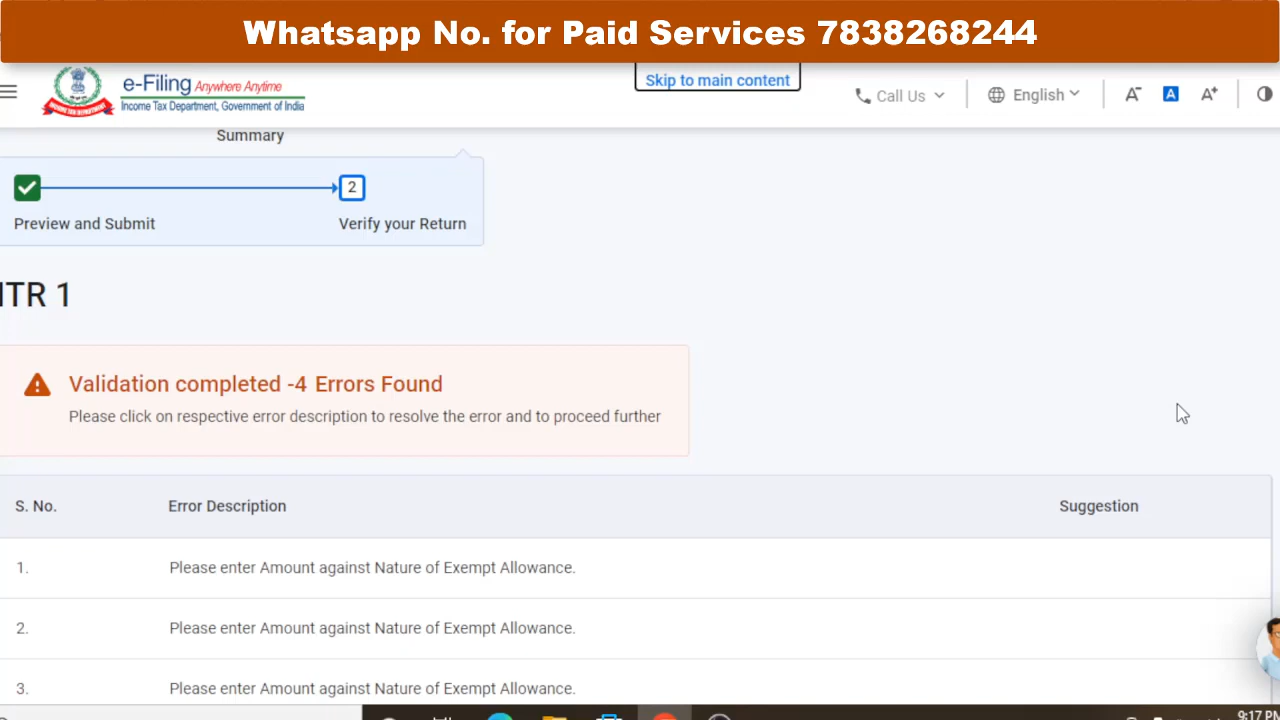 Whatsapp No. for Paid Services 7838268244
Skip to main content
e-Filing Anywhere Anytime
Income Tax Department, Government of India
Call Us
English
A-
A
A+
Summary
2
Preview and Submit
Verify your Return
ITR 1
Validation completed -4 Errors Found
Please click on respective error description to resolve the error and to proceed further
S. No. Error Description Suggestion
1. Please enter Amount against Nature of Exempt Allowance.
2. Please enter Amount against Nature of Exempt Allowance.
3. Please enter Amount against Nature of Exempt Allowance.
9:17 PM